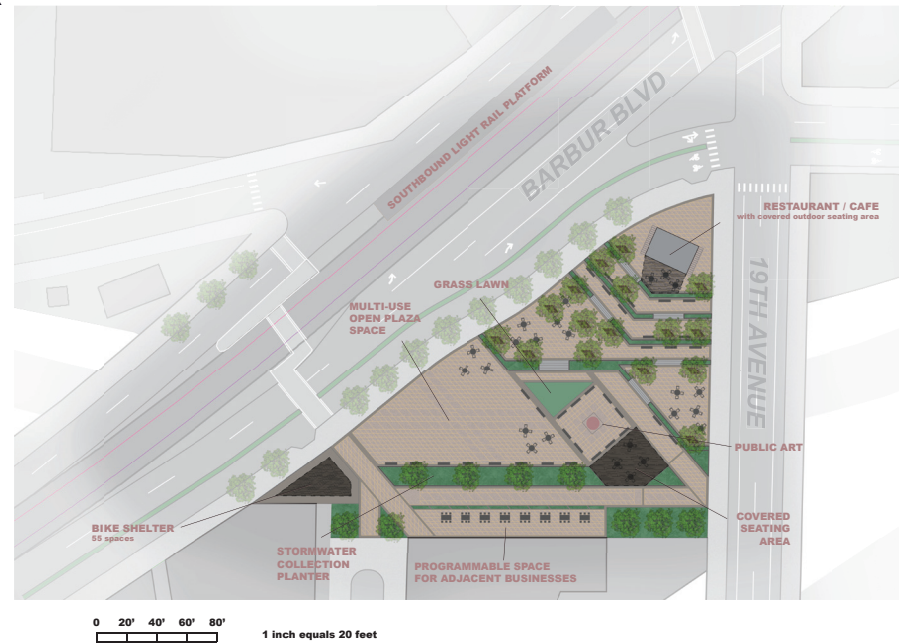 SOUTHBOUND LIGHT RAIL PLATFORM
BARBUR BLVD
RESTAURANT / CAFE
with covered outdoor seating area
19TH AVENUE
GRASS LAWN
MULTI-USE
OPEN PLAZA
SPACE
PUBLIC ART
BIKE SHELTER
55 spaces
COVERED
SEATING
AREA
STORMWATER
COLLECTION
PLANTER
PROGRAMMABLE SPACE
FOR ADJACENT BUSINESSES
0 20' 40' 60' 80'
1 inch equals 20 feet